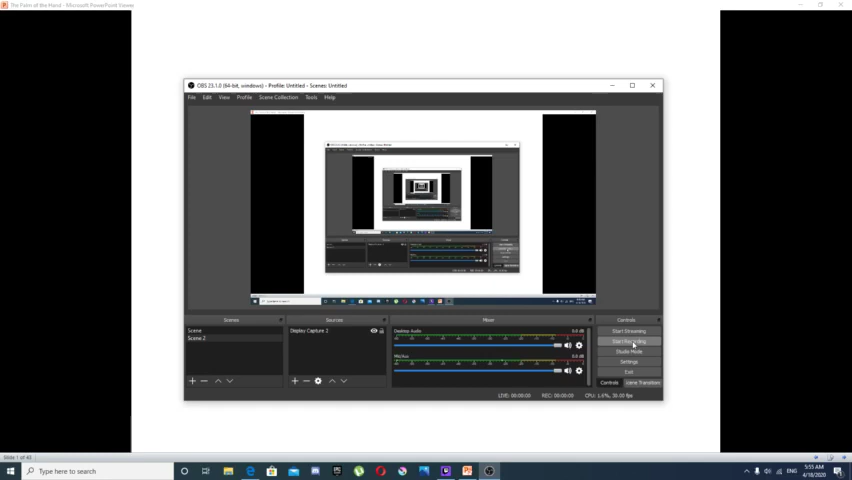 The Palm of the Hand - Microsoft PowerPoint Viewer
OBS 23.1.0 (64-bit, windows) - Profile: Untitled - Scenes: Untitled
File Edit View Profile Scene Collection Tools Help
Scenes
Sources
Mixer
Controls
Scene
Scene 2
Display Capture 2
Desktop Audio 0.0 dB
Mic/Aux 0.0 dB
Start Streaming
Start Recording
Studio Mode
Settings
Exit
Controls
LIVE: 00:00:00 REC: 00:00:00 CPU: 1.6%, 30.00 fps
Slide 1 of 43
Type here to search
ENG
5:55 AM
4/18/2020